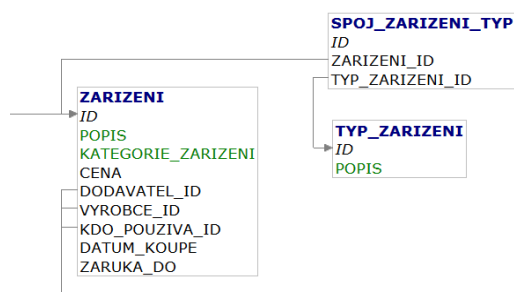 SPOJ_ZARIZENI_TYP
ID
ZARIZENI_ID
TYP_ZARIZENI_ID
ZARIZENI
ID
POPIS
KATEGORIE_ZARIZENI
CENA
DODAVATEL_ID
VYROBCE_ID
KDO_POUZIVA_ID
DATUM_KOUPE
ZARUKA_DO
TYP_ZARIZENI
ID
POPIS